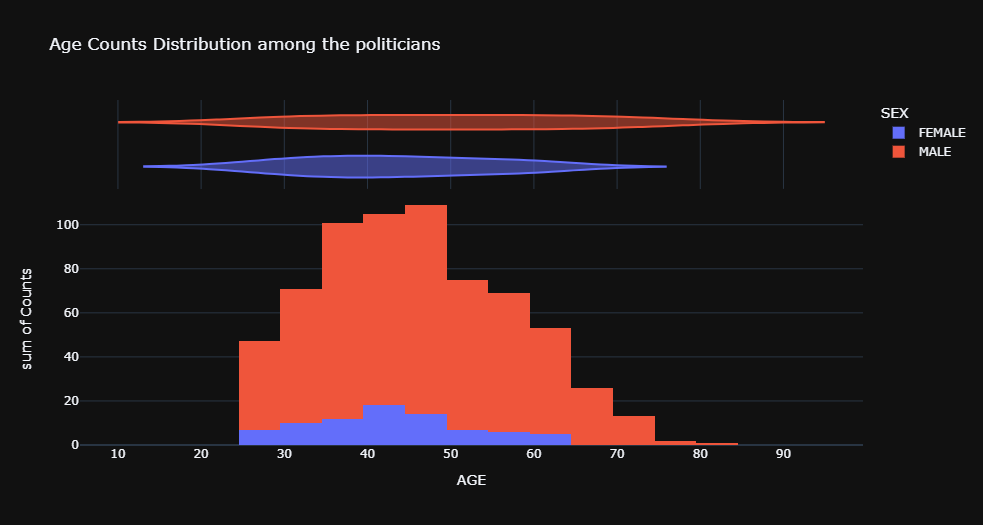 Age Counts Distribution among the politicians
SEX
FEMALE
MALE
100
80
60
40
20
0
sum of Counts
10 20 30 40 50 60 70 80 90
AGE